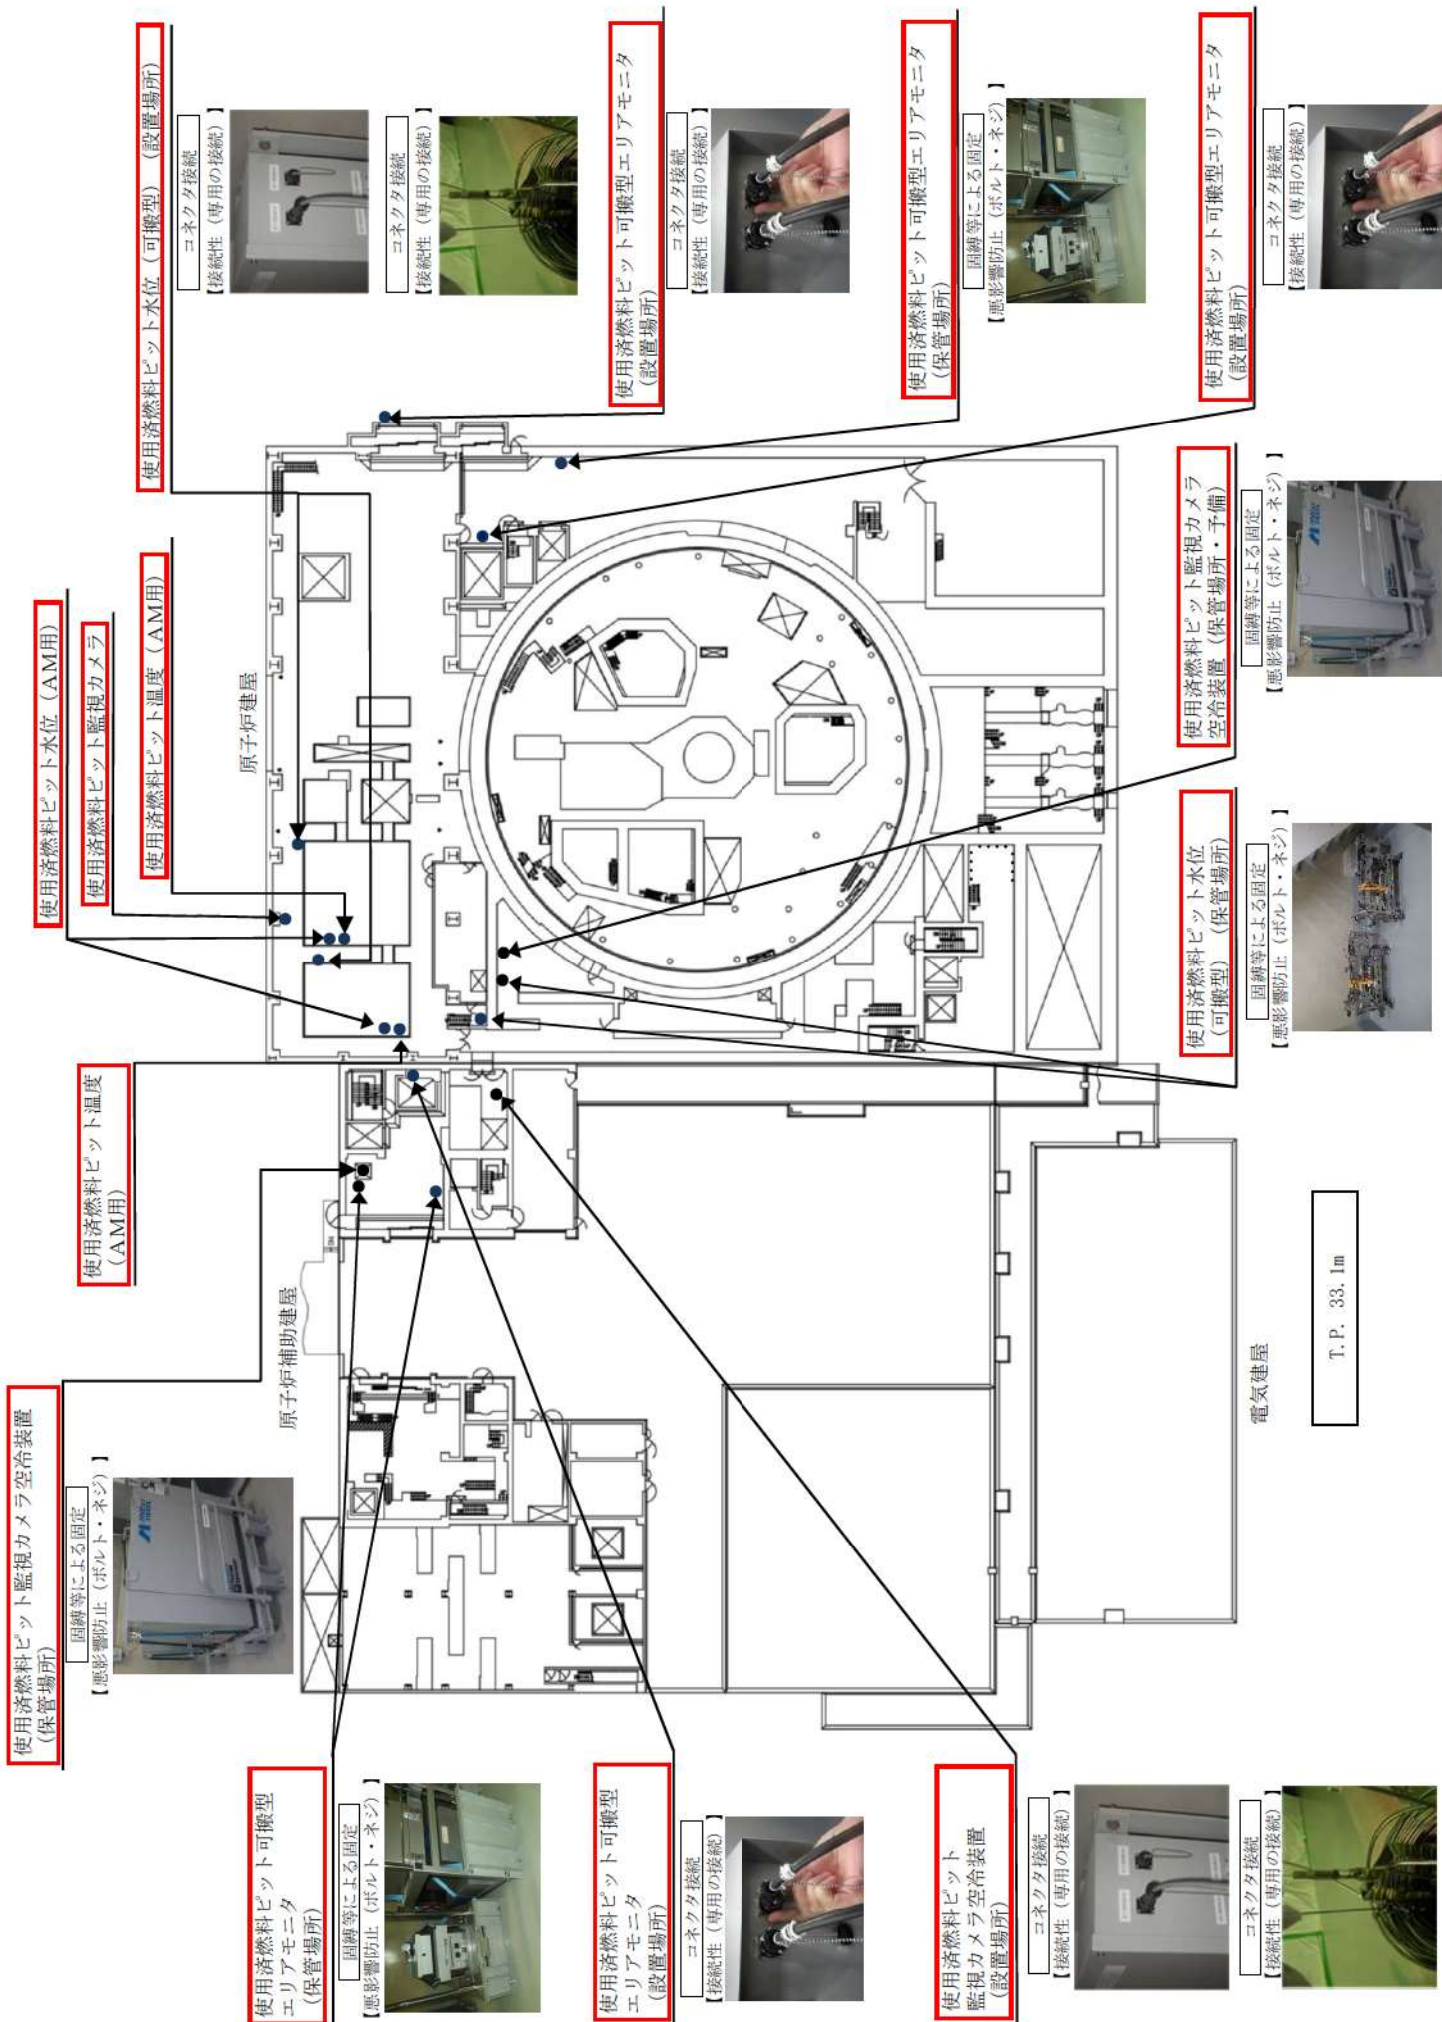 使用済燃料ピット監視カメラ空冷装置
(保管場所)
固縛等による固定
【悪影響防止（ボルト・ネジ）】
使用済燃料ピット温度
(AM用)
使用済燃料ピット水位（AM用）
使用済燃料ピット監視カメラ
使用済燃料ピット温度（AM用）
使用済燃料ピット水位（可搬型）（設置場所）
コネクタ接続
【接続性（専用の接続）】
コネクタ接続
【接続性（専用の接続）】
使用済燃料ピット可搬型エリアモニタ
(設置場所)
コネクタ接続
【接続性（専用の接続）】
使用済燃料ピット可搬型エリアモニタ
(保管場所)
固縛等による固定
【悪影響防止（ボルト・ネジ）】
使用済燃料ピット可搬型エリアモニタ
(設置場所)
コネクタ接続
【接続性（専用の接続）】
原子炉補助建屋
原子炉建屋
使用済燃料ピット可搬型
エリアモニタ
(保管場所)
固縛等による固定
【悪影響防止（ボルト・ネジ）】
使用済燃料ピット可搬型
エリアモニタ
(設置場所)
コネクタ接続
【接続性（専用の接続）】
使用済燃料ピット
監視カメラ空冷装置
(設置場所)
コネクタ接続
【接続性（専用の接続）】
コネクタ接続
【接続性（専用の接続）】
電気建屋
T.P. 33.1m
使用済燃料ピット水位
(可搬型）（保管場所）
固縛等による固定
【悪影響防止（ボルト・ネジ）】
使用済燃料ピット監視カメラ
空冷装置（保管場所・予備）
固縛等による固定
【悪影響防止（ボルト・ネジ）】